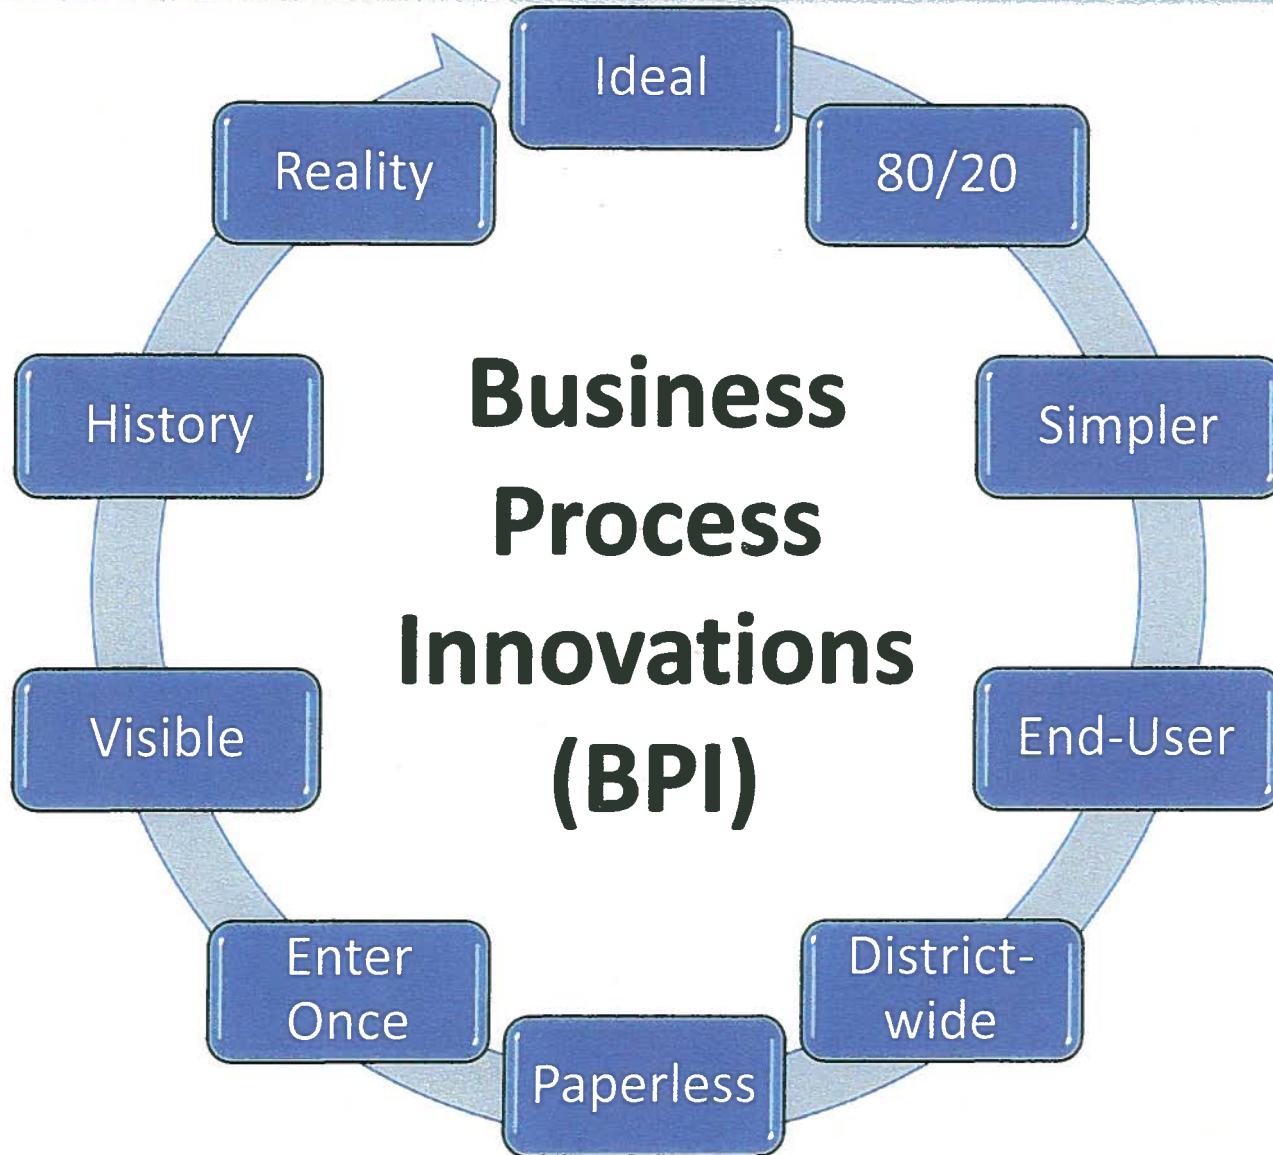 Ideal
80/20
Simpler
End-User
District-
wide
Paperless
Enter
Once
Visible
History
Reality
Business
Process
Innovations
(BPI)